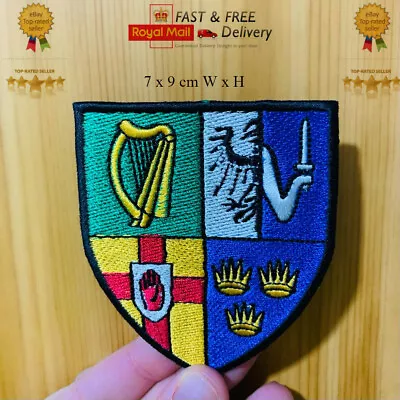 FAST & FREE
Royal Mail Delivery
7 x 9 cm W x H
eBay
Top-rated
seller
eBay
Top-rated
seller
TOP-RATED SELLER
TOP-RATED SELLER